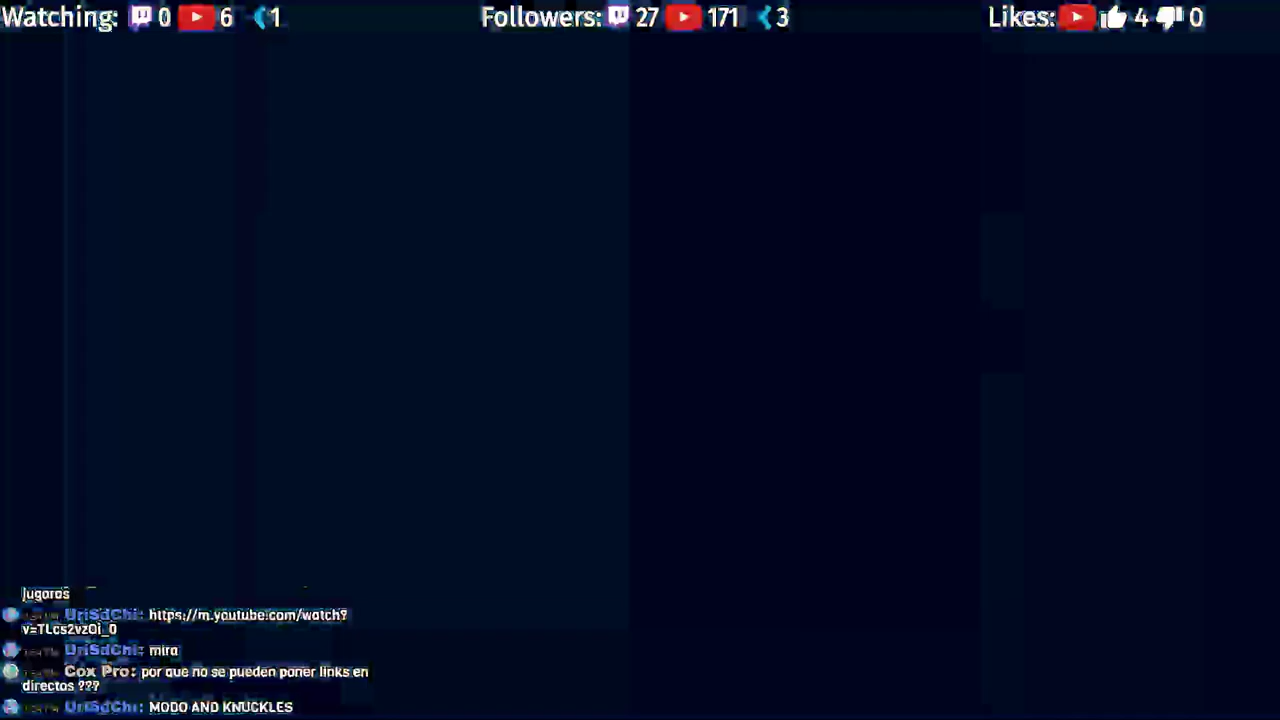 Watching: 0 6 1 Followers: 27 171 3 Likes: 4 0
jugaras
UriSdChi: https://m.youtube.com/watch?
v=TLcs2vzQi_0
UriSdChi: mira
Cox Pro: por que no se pueden poner links en
directos ???
UriSdChi: MODO AND KNUCKLES